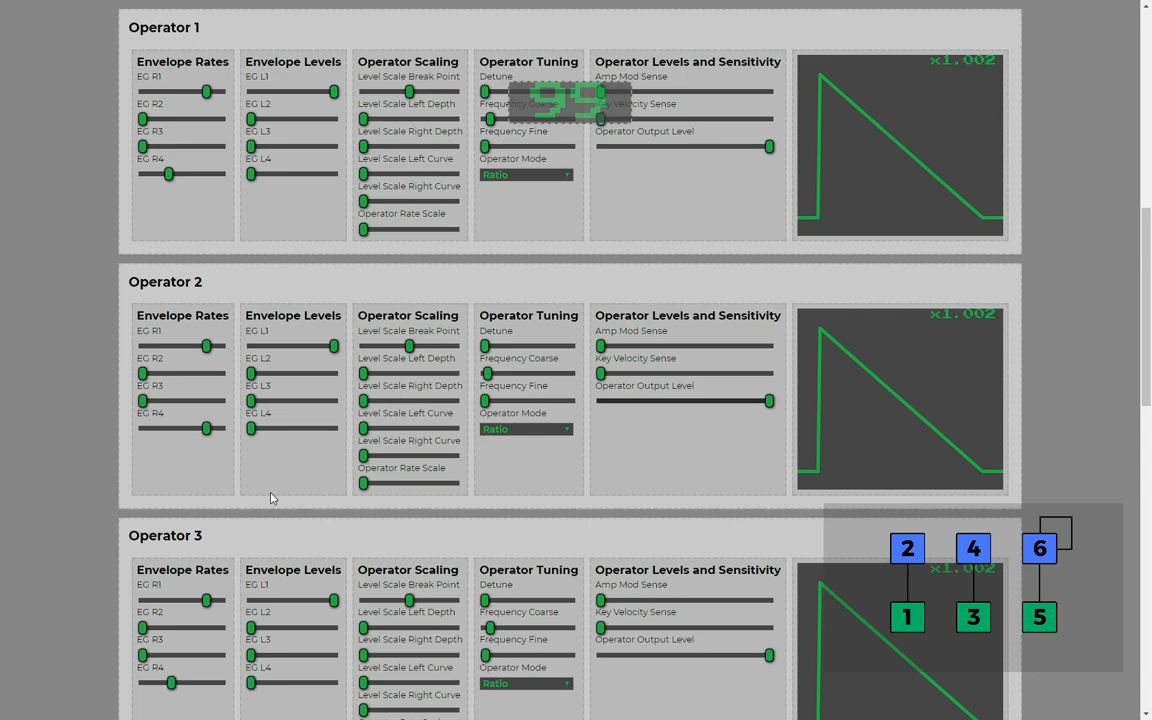 Operator 1
Envelope Rates
EG R1
EG R2
EG R3
EG R4
Envelope Levels
EG L1
EG L2
EG L3
EG L4
Operator Scaling
Level Scale Break Point
Level Scale Left Depth
Level Scale Right Depth
Level Scale Left Curve
Level Scale Right Curve
Operator Rate Scale
Operator Tuning
Detune
Frequency Coarse
Frequency Fine
Operator Mode
Ratio
99
Operator Levels and Sensitivity
Amp Mod Sense
Key Velocity Sense
Operator Output Level
x1.002
Operator 2
Envelope Rates
EG R1
EG R2
EG R3
EG R4
Envelope Levels
EG L1
EG L2
EG L3
EG L4
Operator Scaling
Level Scale Break Point
Level Scale Left Depth
Level Scale Right Depth
Level Scale Left Curve
Level Scale Right Curve
Operator Rate Scale
Operator Tuning
Detune
Frequency Coarse
Frequency Fine
Operator Mode
Ratio
Operator Levels and Sensitivity
Amp Mod Sense
Key Velocity Sense
Operator Output Level
x1.002
Operator 3
Envelope Rates
EG R1
EG R2
EG R3
EG R4
Envelope Levels
EG L1
EG L2
EG L3
EG L4
Operator Scaling
Level Scale Break Point
Level Scale Left Depth
Level Scale Right Depth
Level Scale Left Curve
Level Scale Right Curve
Operator Tuning
Detune
Frequency Coarse
Frequency Fine
Operator Mode
Ratio
Operator Levels and Sensitivity
Amp Mod Sense
Key Velocity Sense
Operator Output Level
x1.002
2 4 6
1 3 5